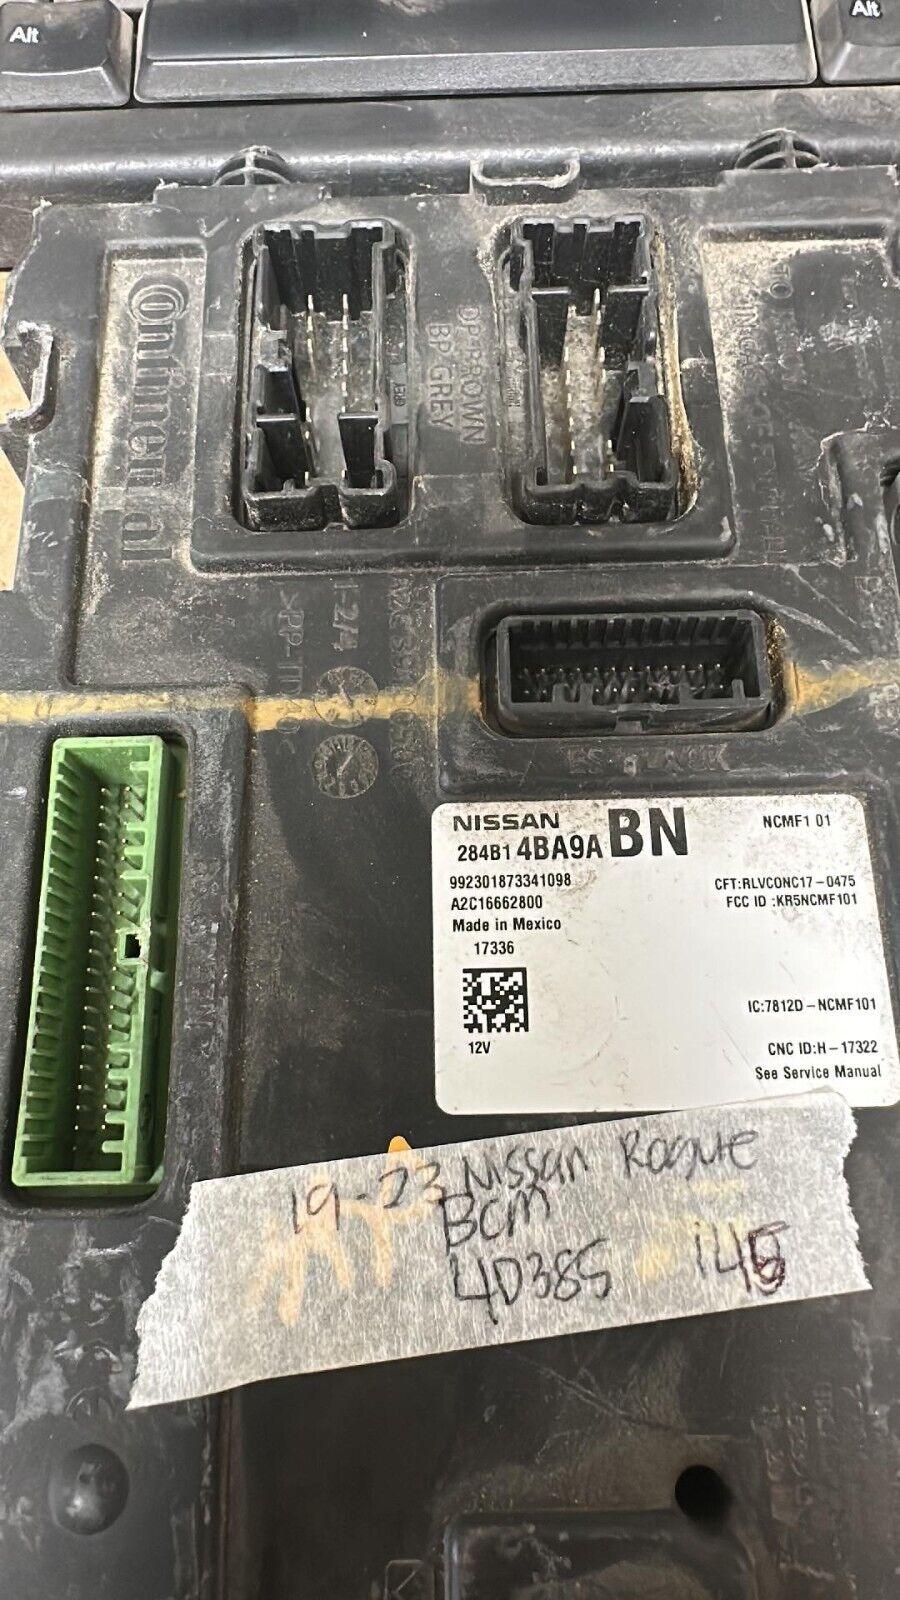 Alt
Alt
Continental
DP-BROWN
BP-GREY
GREY
NISSAN
284B1 4BA9A BN
NCMF1 01
992301873341098
CFT:RLVCONC17-0475
A2C16662800
FCC ID :KR5NCMF101
Made in Mexico
17336
IC:7812D-NCMF101
12V
CNC ID:H-17322
See Service Manual
19-23 Nissan Rogue
BCM
4D385